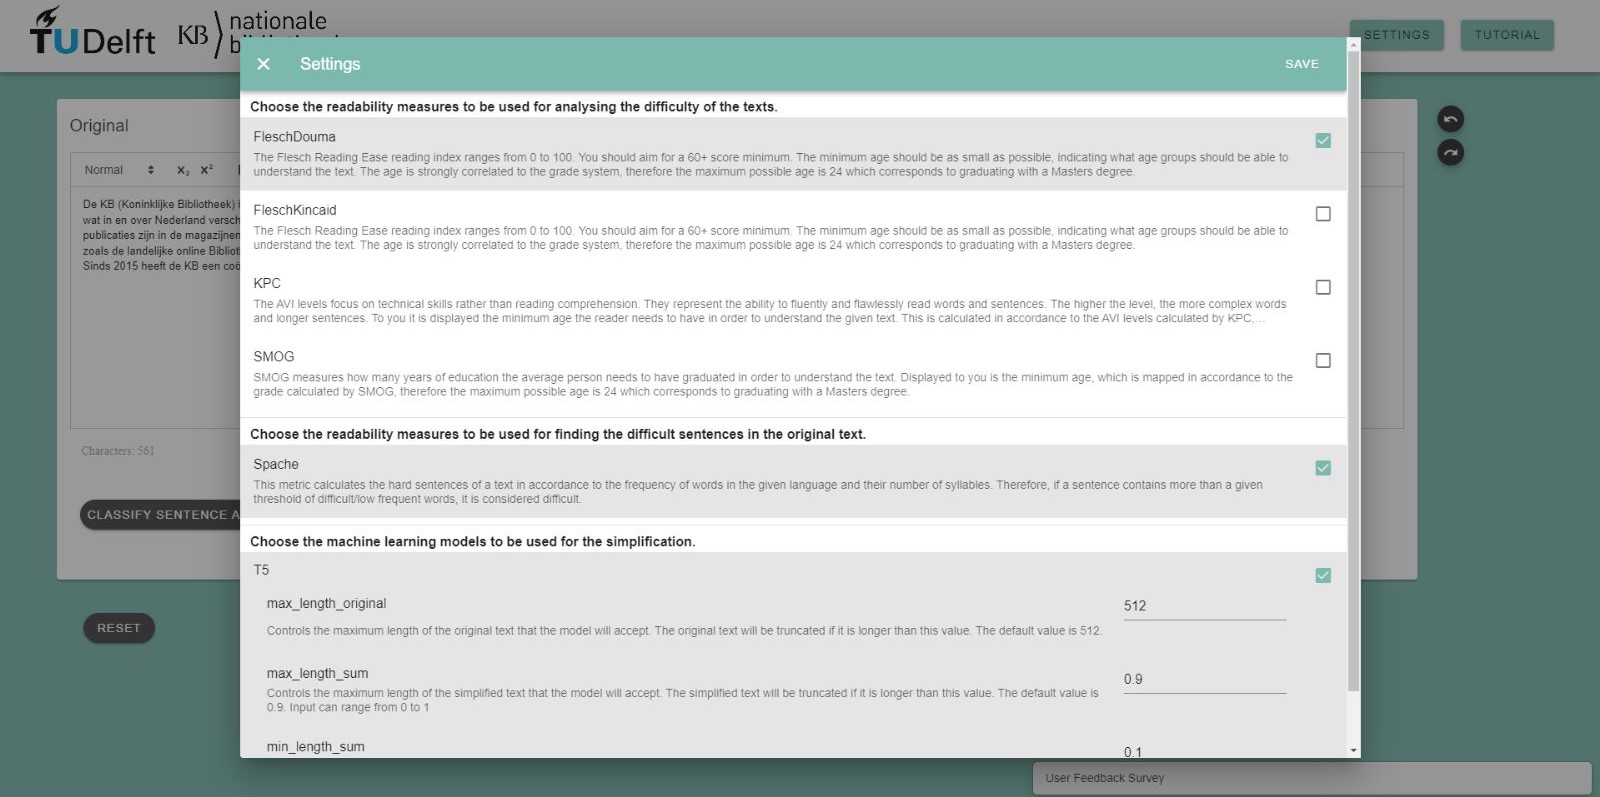 TUDelft
KB nationale
SETTINGS
TUTORIAL
Settings
SAVE
Original
Normal
X₂ X²
De KB (Koninklijke Bibliotheek)
wat in en over Nederland versch
publicaties zijn in de magazijnen
zoals de landelijke online Bibliot
Sinds 2015 heeft de KB een coö
Characters: 561
CLASSIFY SENTENCE A
RESET
Choose the readability measures to be used for analysing the difficulty of the texts.
FleschDouma
The Flesch Reading Ease reading index ranges from 0 to 100. You should aim for a 60+ score minimum. The minimum age should be as small as possible, indicating what age groups should be able to
understand the text. The age is strongly correlated to the grade system, therefore the maximum possible age is 24 which corresponds to graduating with a Masters degree.
FleschKincaid
The Flesch Reading Ease reading index ranges from 0 to 100. You should aim for a 60+ score minimum. The minimum age should be as small as possible, indicating what age groups should be able to
understand the text. The age is strongly correlated to the grade system, therefore the maximum possible age is 24 which corresponds to graduating with a Masters degree.
KPC
The AVI levels focus on technical skills rather than reading comprehension. They represent the ability to fluently and flawlessly read words and sentences. The higher the level, the more complex words
and longer sentences. To you it is displayed the minimum age the reader needs to have in order to understand the given text. This is calculated in accordance to the AVI levels calculated by KPC,...
SMOG
SMOG measures how many years of education the average person needs to have graduated in order to understand the text. Displayed to you is the minimum age, which is mapped in accordance to the
grade calculated by SMOG, therefore the maximum possible age is 24 which corresponds to graduating with a Masters degree.
Choose the readability measures to be used for finding the difficult sentences in the original text.
Spache
This metric calculates the hard sentences of a text in accordance to the frequency of words in the given language and their number of syllables. Therefore, if a sentence contains more than a given
threshold of difficult/low frequent words, it is considered difficult.
Choose the machine learning models to be used for the simplification.
T5
max_length_original
512
Controls the maximum length of the original text that the model will accept. The original text will be truncated if it is longer than this value. The default value is 512.
max_length_sum
0.9
Controls the maximum length of the simplified text that the model will accept. The simplified text will be truncated if it is longer than this value. The default value is
0.9. Input can range from 0 to 1
min_length_sum
0.1
User Feedback Survey